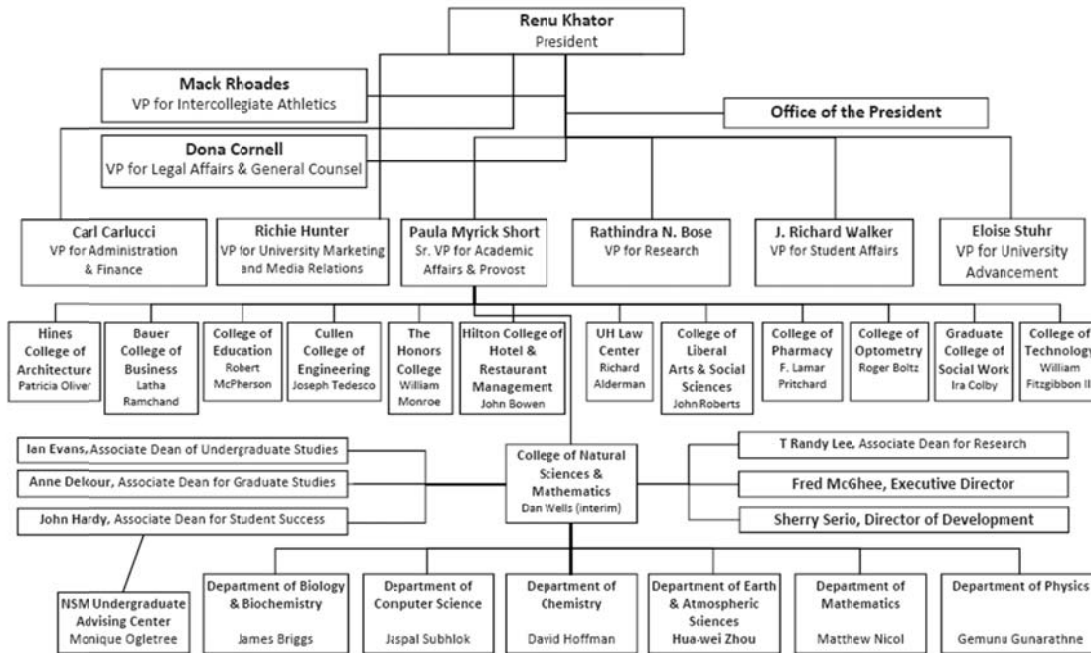 Renu Khator
President
Mack Rhoades
VP for Intercollegiate Athletics
Office of the President
Dona Cornell
VP for Legal Affairs & General Counsel
Carl Carlucci
VP for Administration
& Finance
Richie Hunter
VP for University Marketing
and Media Relations
Paula Myrick Short
Sr. VP for Academic
Affairs & Provost
Rathindra N. Bose
VP for Research
J. Richard Walker
VP for Student Affairs
Eloise Stuhr
VP for University
Advancement
Hines
College of
Architecture
Patricia Oliver
Bauer
College of
Business
Latha
Ramchand
College of
Education
Robert
McPherson
Cullen
College of
Engineering
Joseph Tedesco
The
Honors
College
William
Monroe
Hilton College of
Hotel &
Restaurant
Management
John Bowen
UH Law
Center
Richard
Alderman
College of
Liberal
Arts & Social
Sciences
John Roberts
College of
Pharmacy
F. Lamar
Pritchard
College of
Optometry
Roger Boltz
Graduate
College of
Social Work
Ira Colby
College of
Technology
William
Fitzgibbon II
Ian Evans, Associate Dean of Undergraduate Studies
Anne Delcour, Associate Dean for Graduate Studies
John Hardy, Associate Dean for Student Success
College of Natural
Sciences &
Mathematics
Dan Wells (interim)
T Randy Lee, Associate Dean for Research
Fred McGhee, Executive Director
Sherry Serio, Director of Development
NSM Undergraduate
Advising Center
Monique Ogletree
Department of Biology
& Biochemistry
James Briggs
Department of
Computer Science
Jaspal Subhlok
Department of
Chemistry
David Hoffman
Department of Earth
& Atmospheric
Sciences
Hua-wei Zhou
Department of
Mathematics
Matthew Nicol
Department of Physics
Gemunu Gunarathne